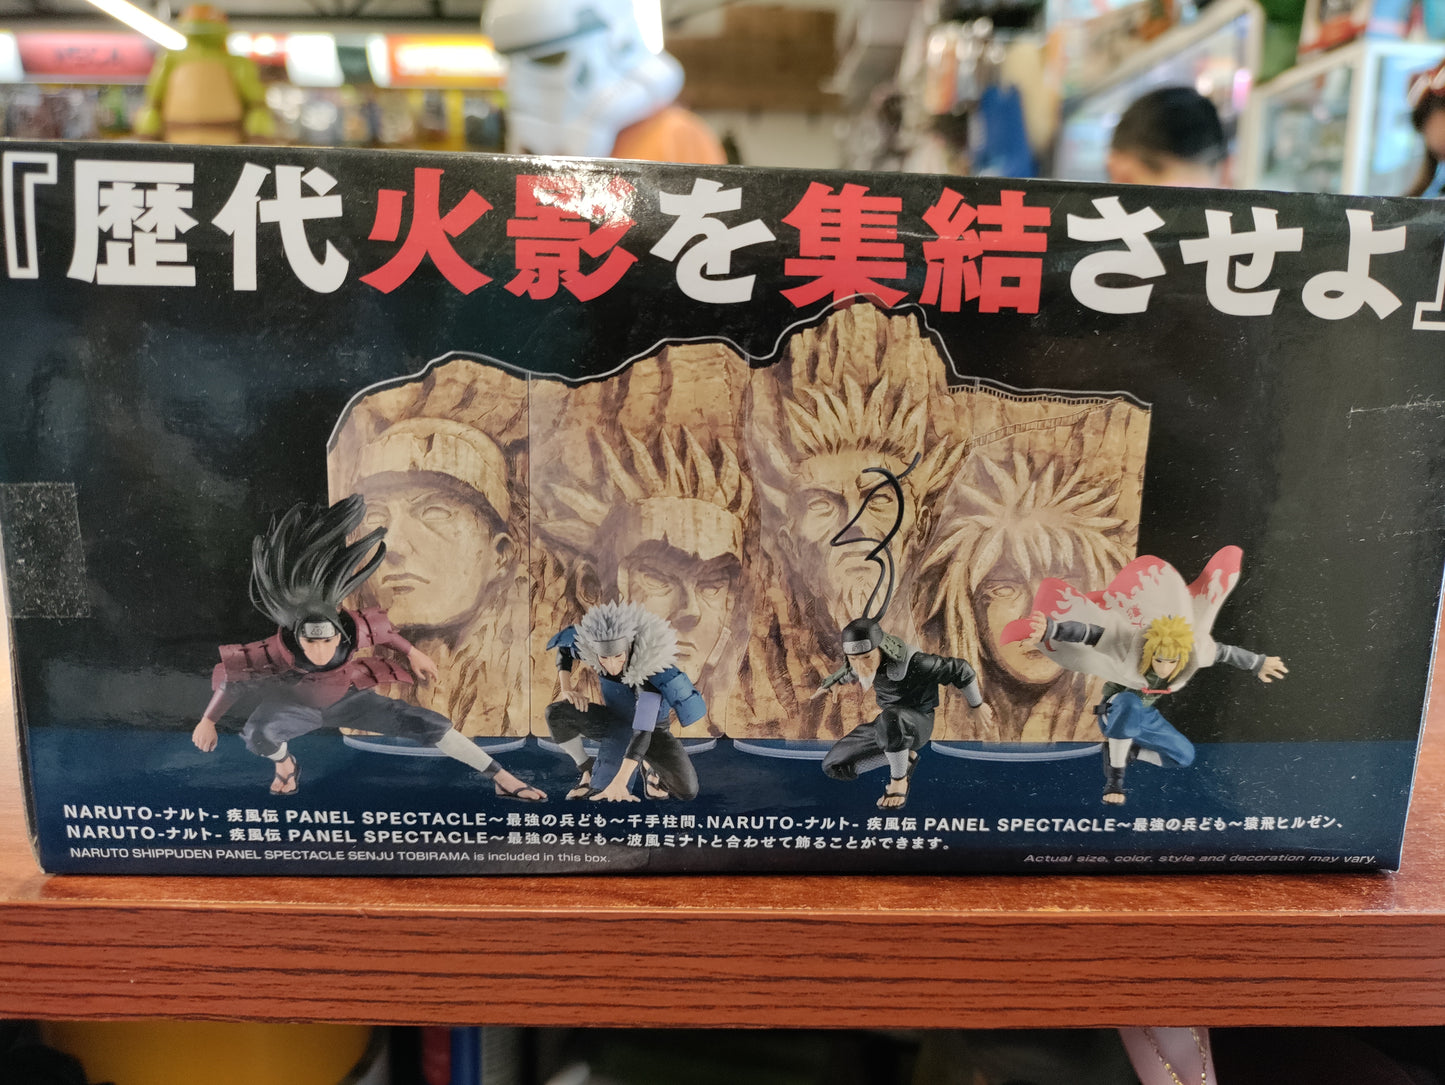 『歴代火影を集結させよ』
NARUTO-ナルト- 疾風伝 PANEL SPECTACLE～最強の兵ども～千手柱間、NARUTO-ナルト- 疾風伝 PANEL SPECTACLE～最強の兵ども～猿飛ヒルゼン、
NARUTO-ナルト- 疾風伝 PANEL SPECTACLE～最強の兵ども～波風ミナトと合わせて飾ることができます。
NARUTO SHIPPUDEN PANEL SPECTACLE SENJU TOBIRAMA is included in this box.
Actual size, color, style and decoration may vary.